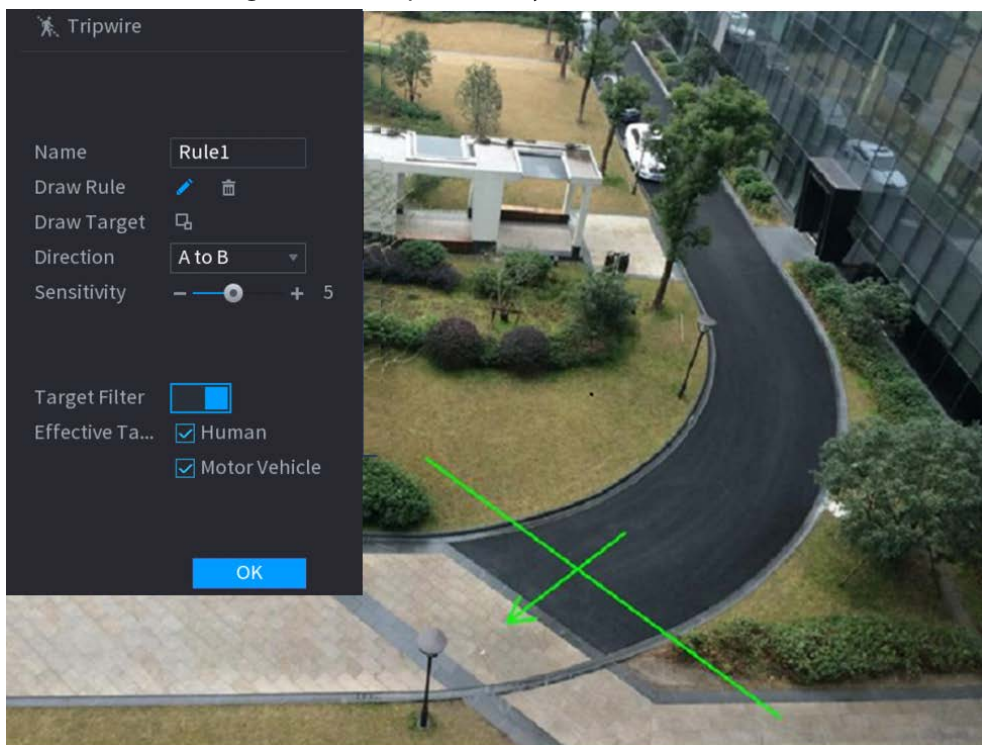 Tripwire
Name Rule1
Draw Rule
Draw Target
Direction A to B
Sensitivity - + 5
Target Filter
Effective Ta... Human
Motor Vehicle
OK